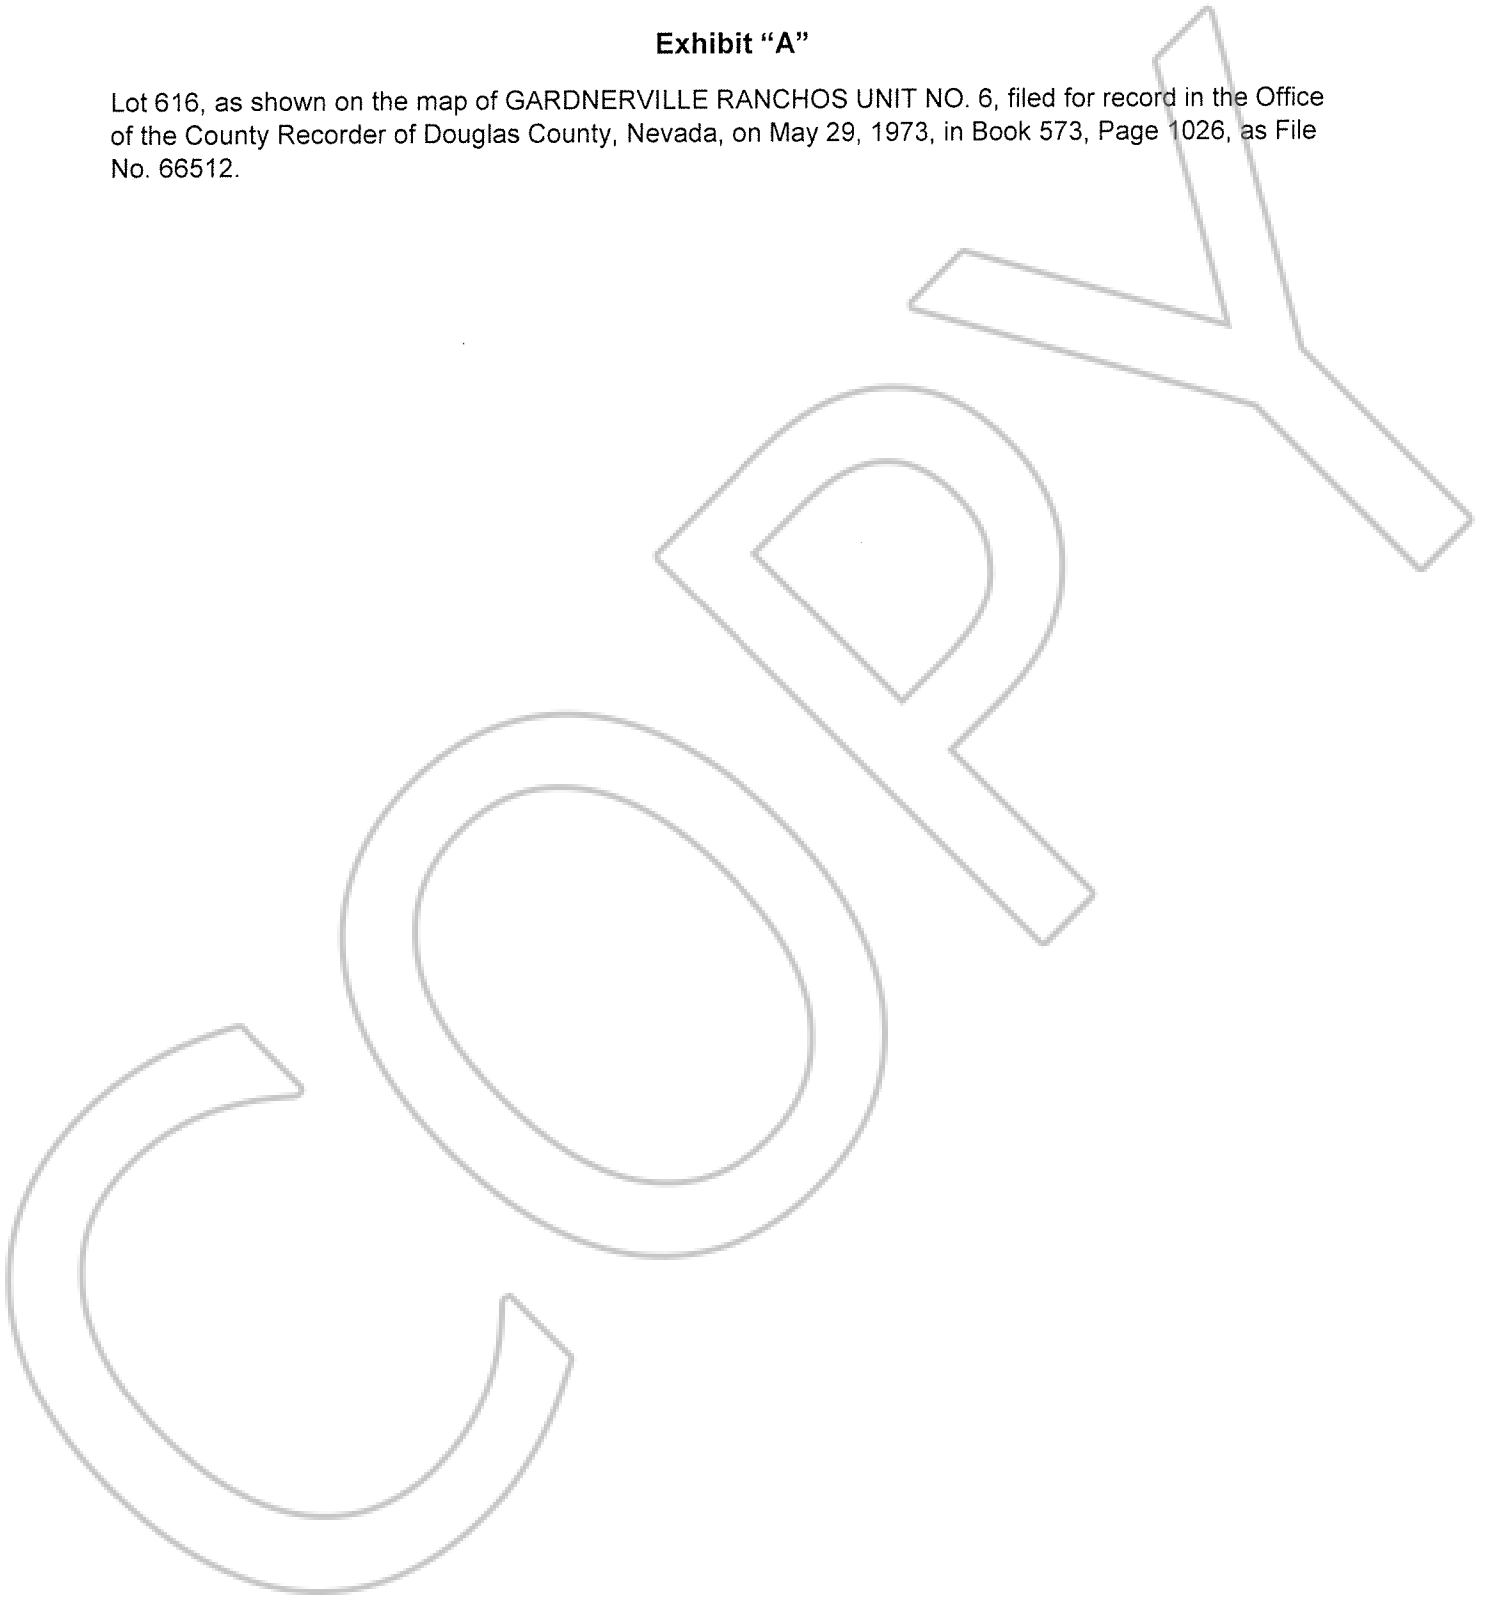 Exhibit “A”
Lot 616, as shown on the map of GARDNERVILLE RANCHOS UNIT NO. 6, filed for record in the Office
of the County Recorder of Douglas County, Nevada, on May 29, 1973, in Book 573, Page 1026, as File
No. 66512.
COPY